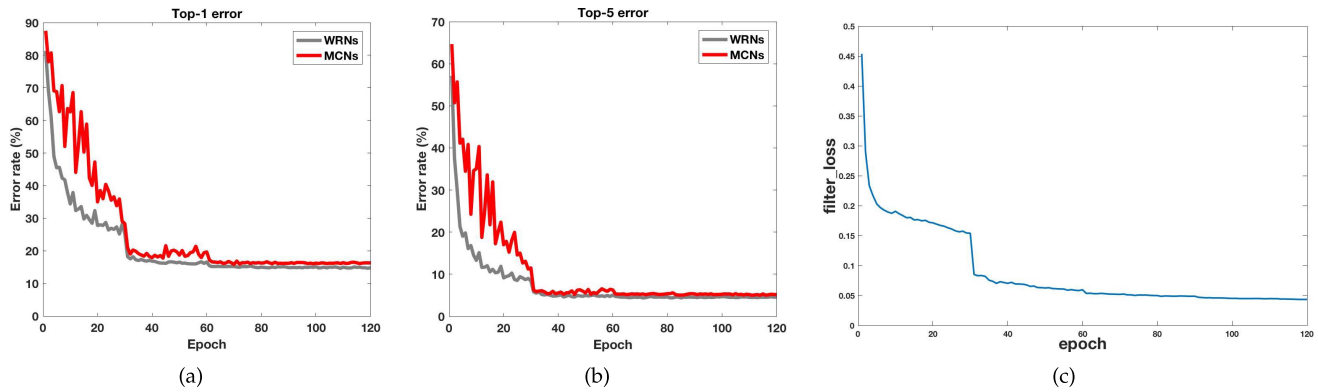 Top-1 error
90
80
70
60
50
40
30
20
10
0
Error rate (%)
WRNs
MCNs
0 20 40 60 80 100 120
Epoch
(a)
Top-5 error
70
60
50
40
30
20
10
0
Error rate (%)
WRNs
MCNs
0 20 40 60 80 100 120
Epoch
(b)
0.5
0.45
0.4
0.35
0.3
0.25
0.2
0.15
0.1
0.05
0
filter_loss
0 20 40 60 80 100 120
epoch
(c)